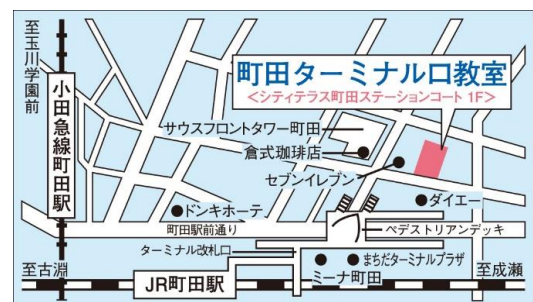 至玉川学園前
小田急線町田駅
町田ターミナル口教室
<シティテラス町田ステーションコート 1F>
サウスフロントタワー町田
倉式珈琲店
セブンイレブン
ドンキホーテ
ダイエー
町田駅前通り
ペデストリアンデッキ
ターミナル改札口
至古淵
JR町田駅
まちだターミナルプラザ
ミーナ町田
至成瀬